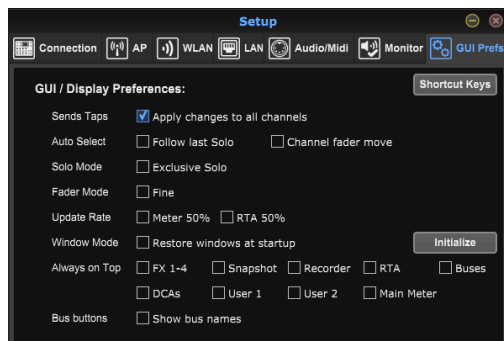 Setup
Connection AP WLAN LAN Audio/Midi Monitor GUI Prefs
GUI / Display Preferences: Shortcut Keys
Sends Taps Apply changes to all channels
Auto Select Follow last Solo Channel fader move
Solo Mode Exclusive Solo
Fader Mode Fine
Update Rate Meter 50% RTA 50%
Window Mode Restore windows at startup Initialize
Always on Top FX 1-4 Snapshot Recorder RTA Buses
DCAs User 1 User 2 Main Meter
Bus buttons Show bus names